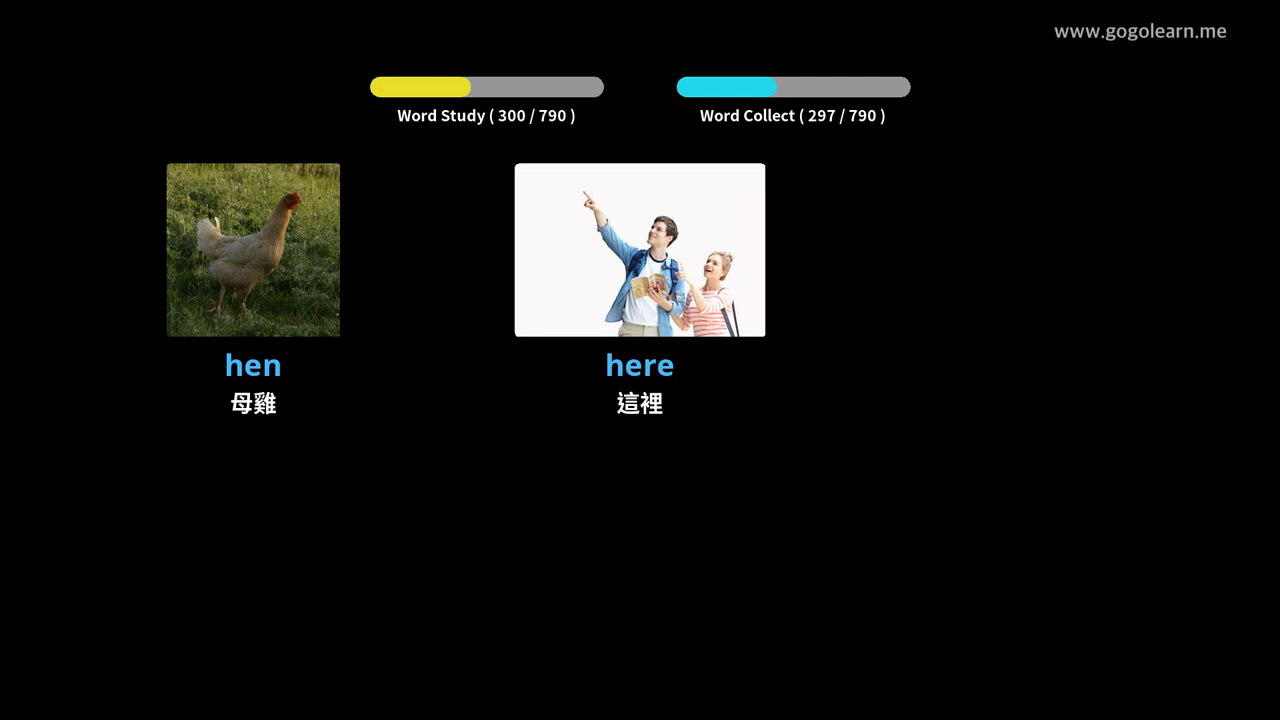 www.gogolearn.me
Word Study ( 300 / 790 )
Word Collect ( 297 / 790 )
hen
母雞
here
這裡